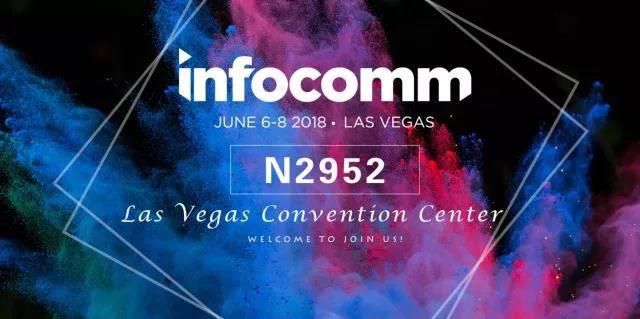 infocomm
JUNE 6-8 2018 • LAS VEGAS
N2952
Las Vegas Convention Center
WELCOME TO JOIN US!